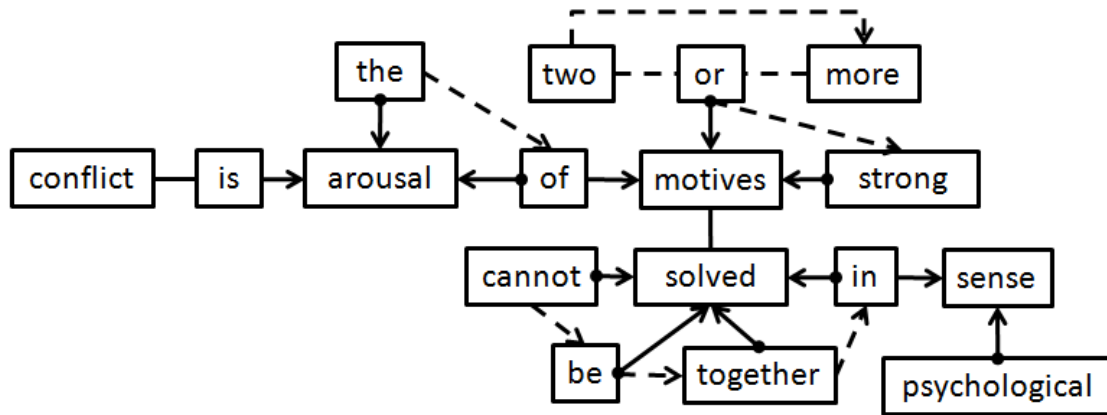 the two or more
conflict is arousal of motives strong
cannot solved in sense
be together psychological